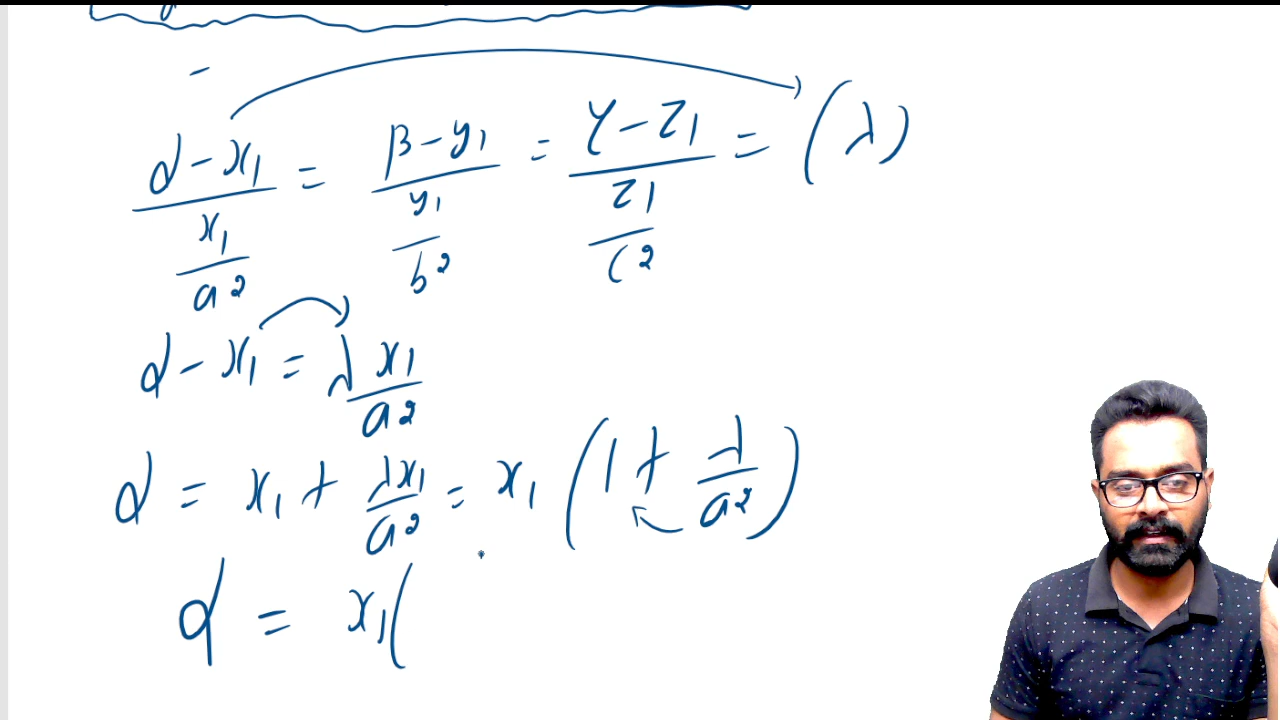 (α - x₁)/(x₁/a²) = (β - y₁)/(y₁/b²) = (γ - z₁)/(z₁/c²) = (λ)
α - x₁ = λ x₁/a²
α = x₁ + λx₁/a² = x₁ (1 + λ/a²)
α = x₁(